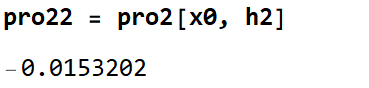 pro22 = pro2[x0, h2]
-0.0153202